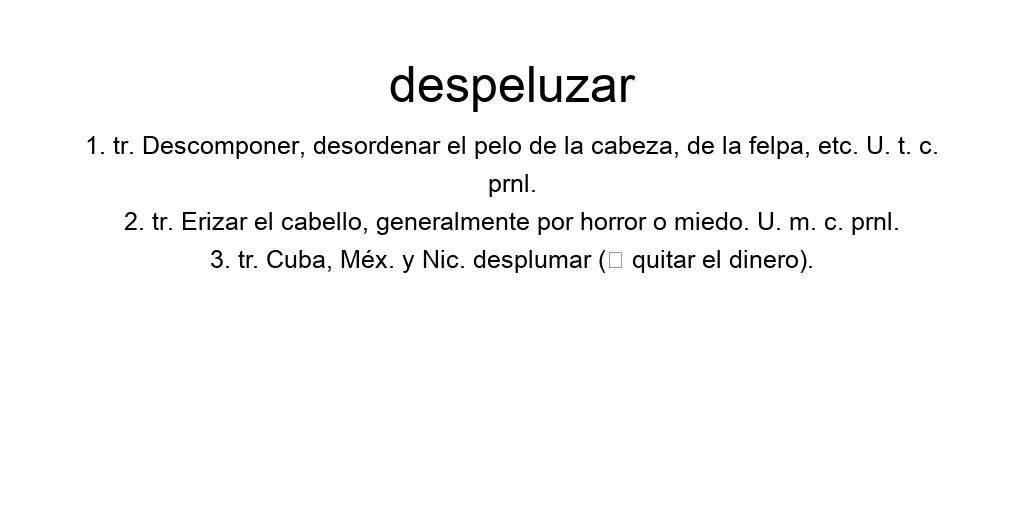 despeluzar
1. tr. Descomponer, desordenar el pelo de la cabeza, de la felpa, etc. U. t. c.
prnl.
2. tr. Erizar el cabello, generalmente por horror o miedo. U. m. c. prnl.
3. tr. Cuba, Méx. y Nic. desplumar (□ quitar el dinero).